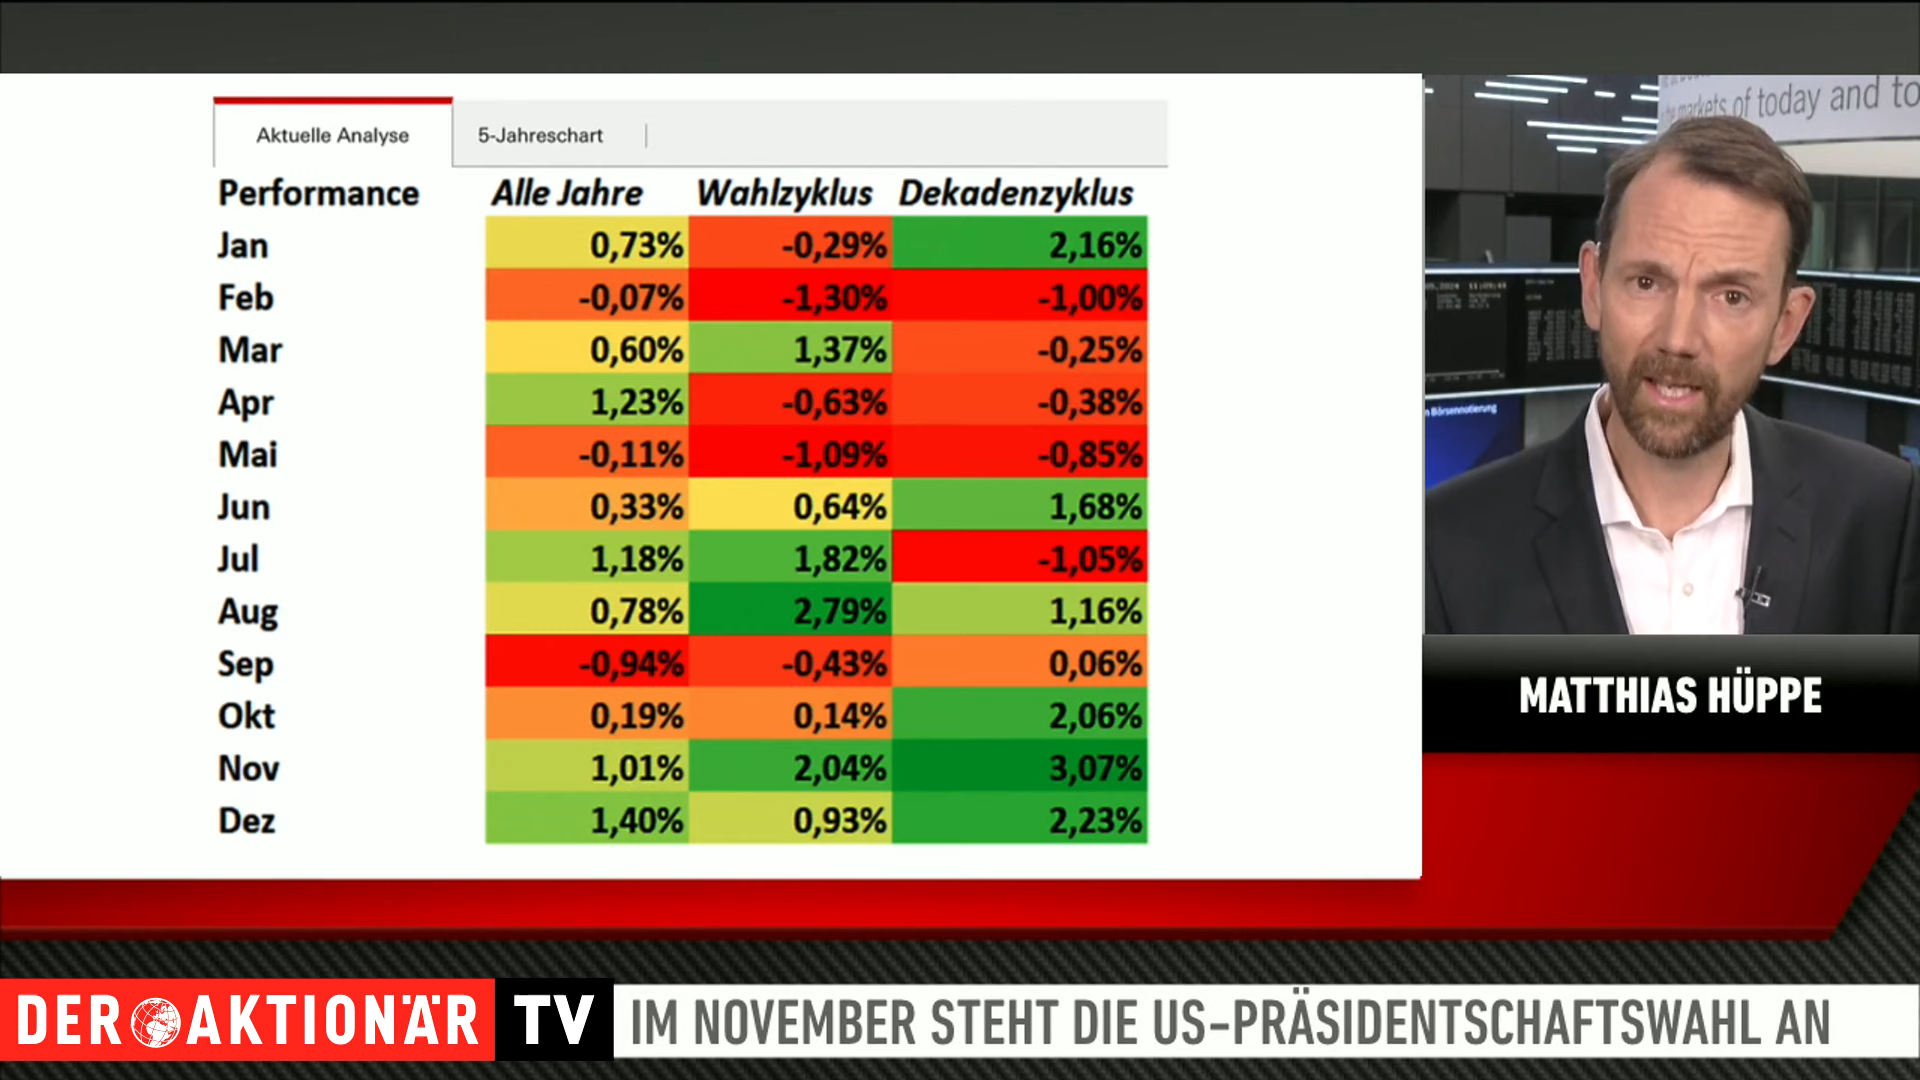 Aktuelle Analyse 5-Jahreschart
Performance Alle Jahre Wahlzyklus Dekadenzyklus
Jan 0,73% -0,29% 2,16%
Feb -0,07% -1,30% -1,00%
Mar 0,60% 1,37% -0,25%
Apr 1,23% -0,63% -0,38%
Mai -0,11% -1,09% -0,85%
Jun 0,33% 0,64% 1,68%
Jul 1,18% 1,82% -1,05%
Aug 0,78% 2,79% 1,16%
Sep -0,94% -0,43% 0,06%
Okt 0,19% 0,14% 2,06%
Nov 1,01% 2,04% 3,07%
Dez 1,40% 0,93% 2,23%
markets of today and to
Börsennotierung
MATTHIAS HÜPPE
DER AKTIONÄR TV
IM NOVEMBER STEHT DIE US-PRÄSIDENTSCHAFTSWAHL AN